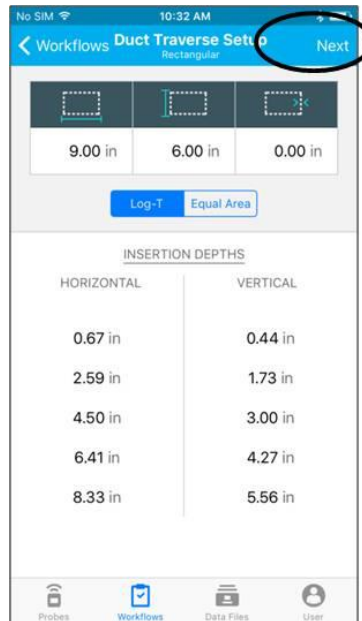 No SIM 10:32 AM
Workflows Duct Traverse Setup Next
Rectangular
9.00 in 6.00 in 0.00 in
Log-T Equal Area
INSERTION DEPTHS
HORIZONTAL VERTICAL
0.67 in 0.44 in
2.59 in 1.73 in
4.50 in 3.00 in
6.41 in 4.27 in
8.33 in 5.56 in
Probes Workflows Data Files User